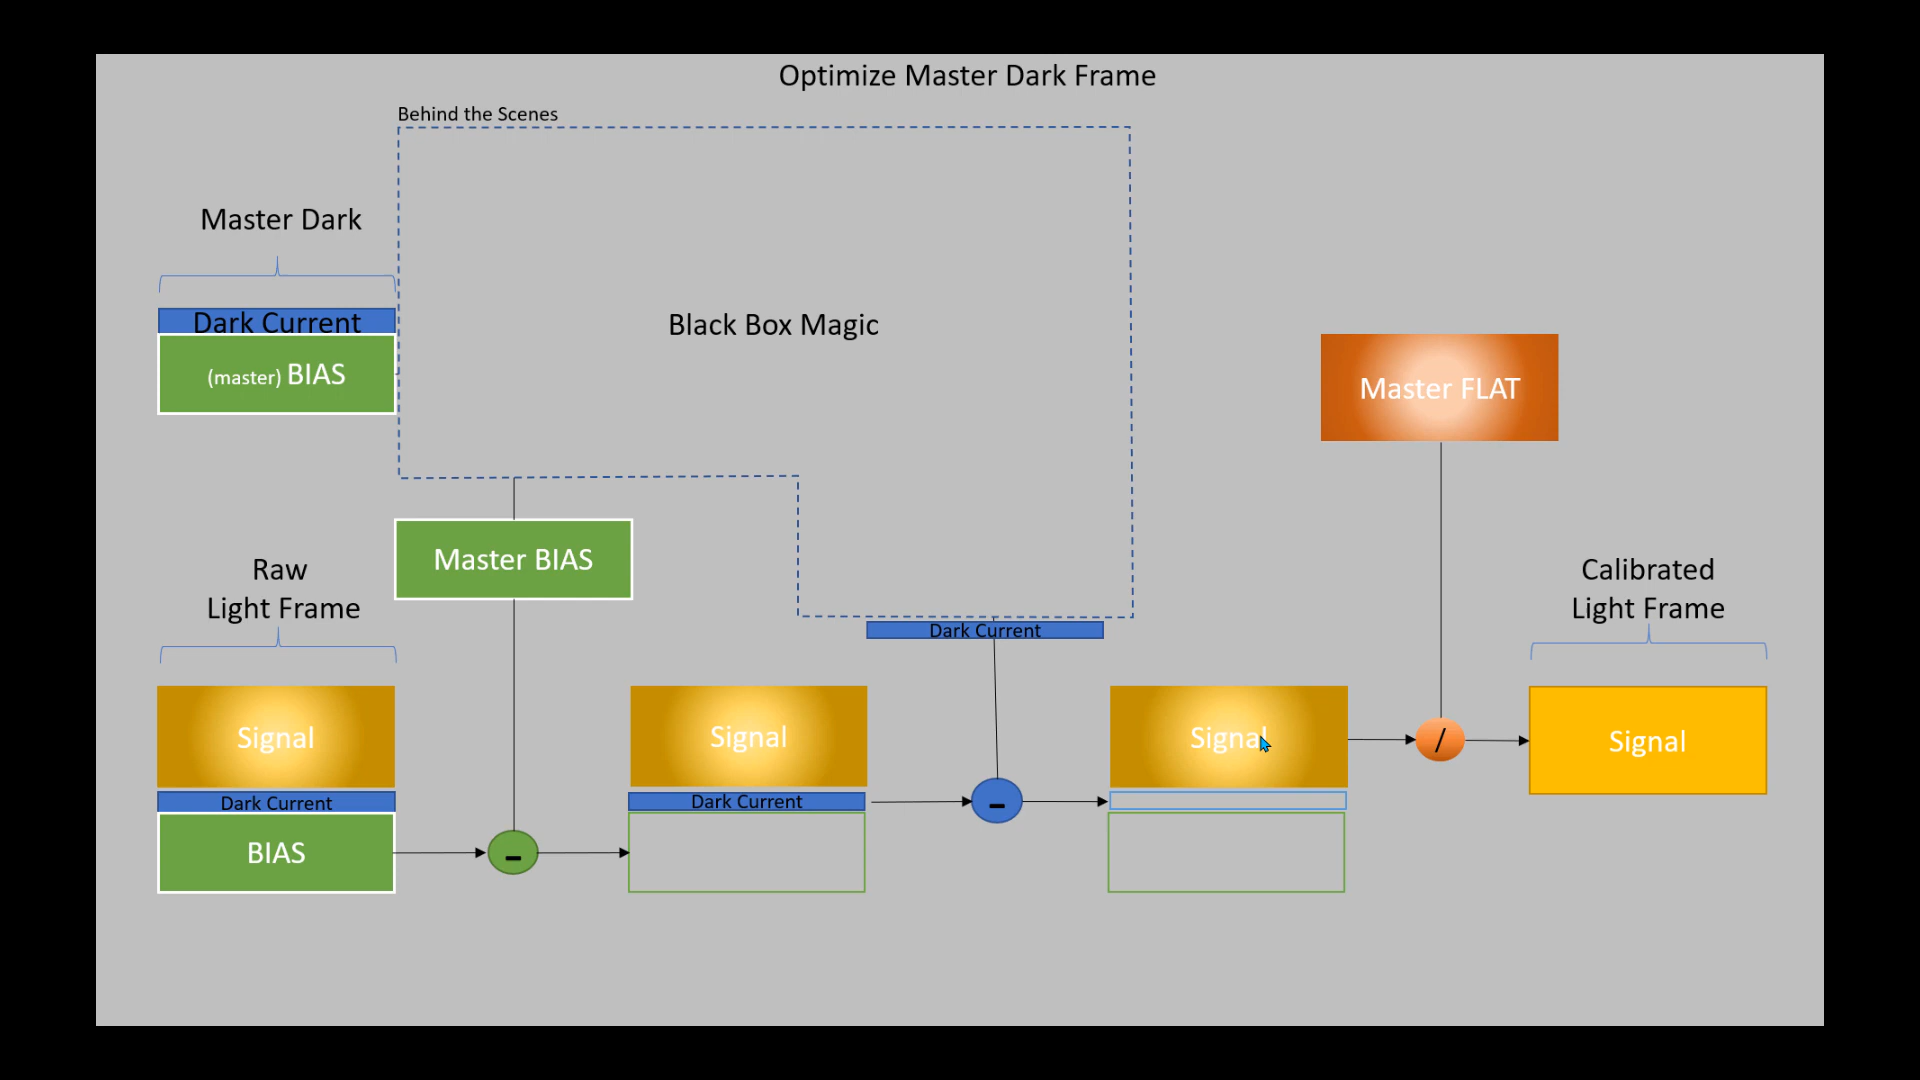 Optimize Master Dark Frame
Behind the Scenes
Master Dark
Dark Current
(master) BIAS
Black Box Magic
Master FLAT
Master BIAS
Raw
Light Frame
Calibrated
Light Frame
Dark Current
Signal
Dark Current
BIAS
-
Signal
Dark Current
-
Signal
/
Signal